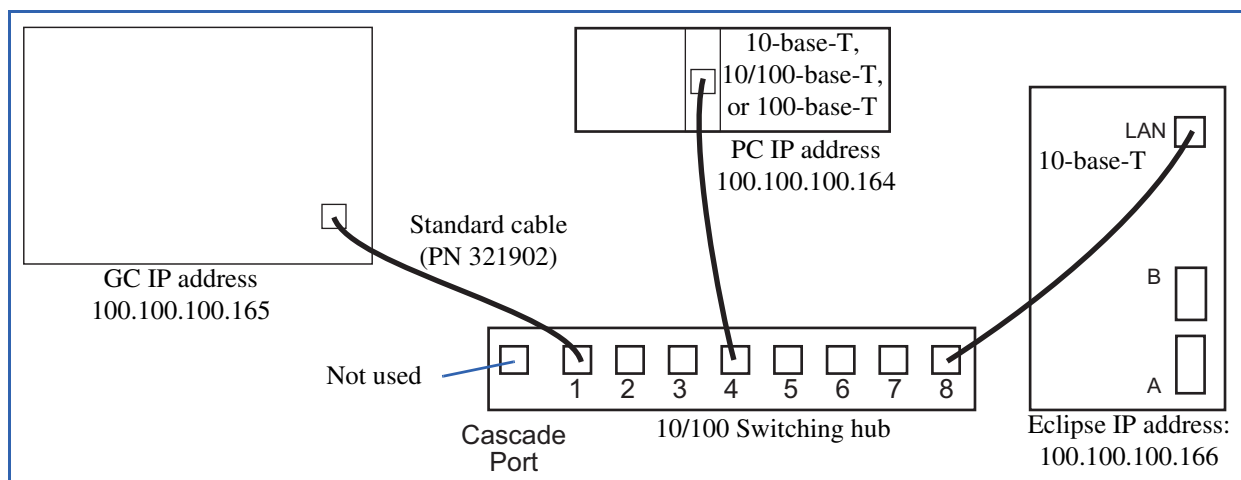 10-base-T,
10/100-base-T,
or 100-base-T
LAN
10-base-T
PC IP address
100.100.100.164
Standard cable
(PN 321902)
GC IP address
100.100.100.165
B
A
Not used
1 2 3 4 5 6 7 8
Cascade
Port
10/100 Switching hub
Eclipse IP address:
100.100.100.166